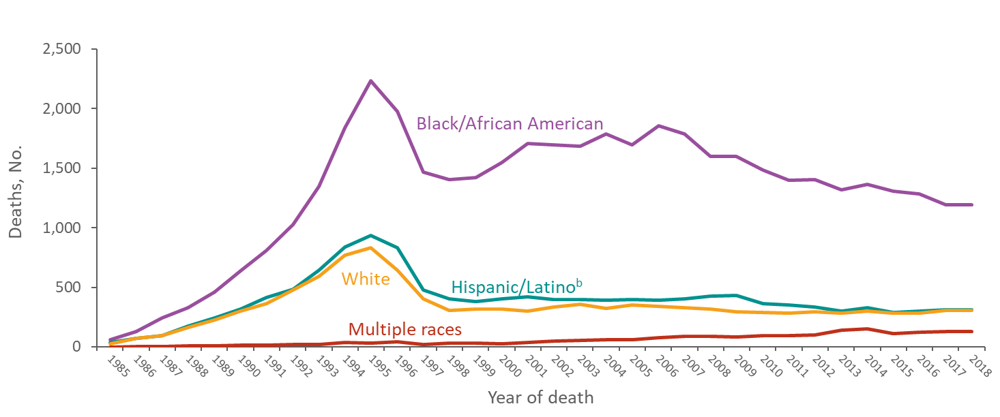 2,500
2,000
1,500
1,000
500
0
Deaths, No.
Black/African American
White
Hispanic/Latinoᵇ
Multiple races
1985 1986 1987 1988 1989 1990 1991 1992 1993 1994 1995 1996 1997 1998 1999 2000 2001 2002 2003 2004 2005 2006 2007 2008 2009 2010 2011 2012 2013 2014 2015 2016 2017 2018
Year of death